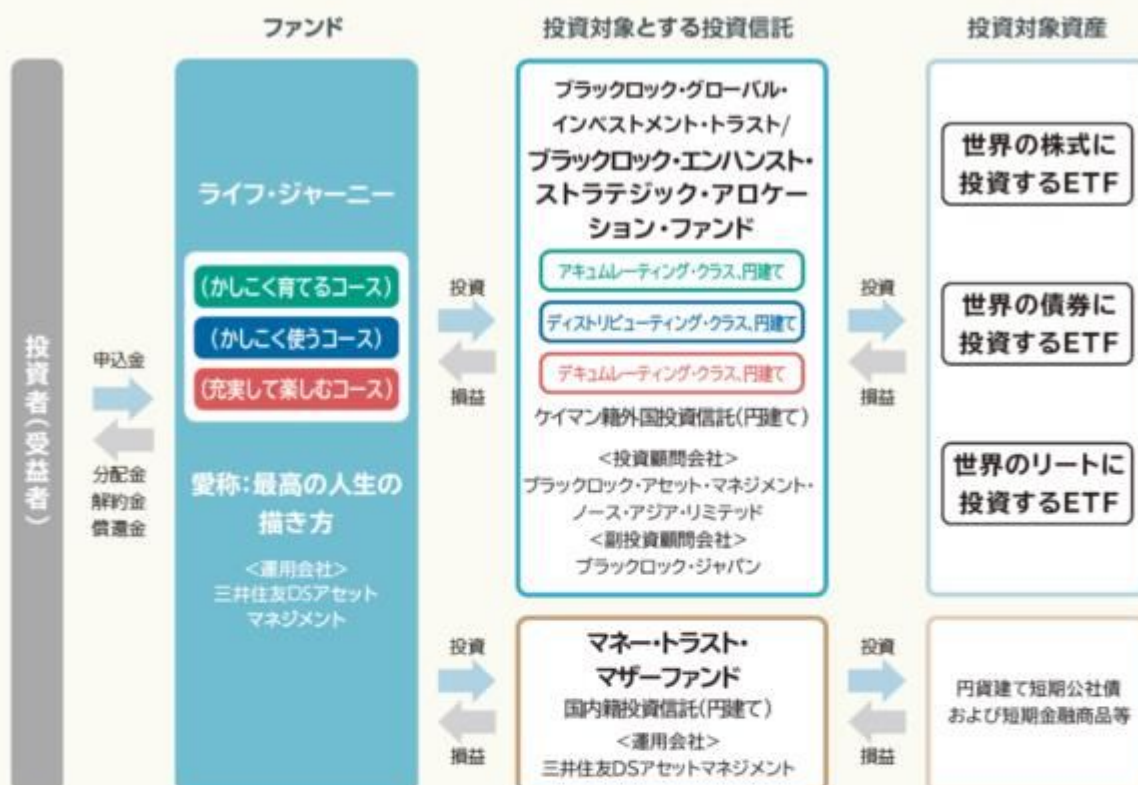 ファンド
投資対象とする投資信託
投資対象資産
投資者(受益者)
申込金
分配金
解約金
償還金
ライフ・ジャーニー
(かしこく育てるコース)
(かしこく使うコース)
(充実して楽しむコース)
愛称:最高の人生の
描き方
<運用会社>
三井住友DSアセット
マネジメント
投資
損益
ブラックロック・グローバル・
インベストメント・トラスト/
ブラックロック・エンハンスト・
ストラテジック・アロケー
ション・ファンド
アキュムレーティング・クラス、円建て
ディストリビューティング・クラス、円建て
デキュムレーティング・クラス、円建て
ケイマン籍外国投資信託(円建て)
<投資顧問会社>
ブラックロック・アセット・マネジメント・
ノース・アジア・リミテッド
<副投資顧問会社>
ブラックロック・ジャパン
投資
損益
世界の株式に
投資するETF
世界の債券に
投資するETF
世界のリートに
投資するETF
投資
損益
マネー・トラスト・
マザーファンド
国内籍投資信託(円建て)
<運用会社>
三井住友DSアセットマネジメント
投資
損益
円貨建て短期公社債
および短期金融商品等